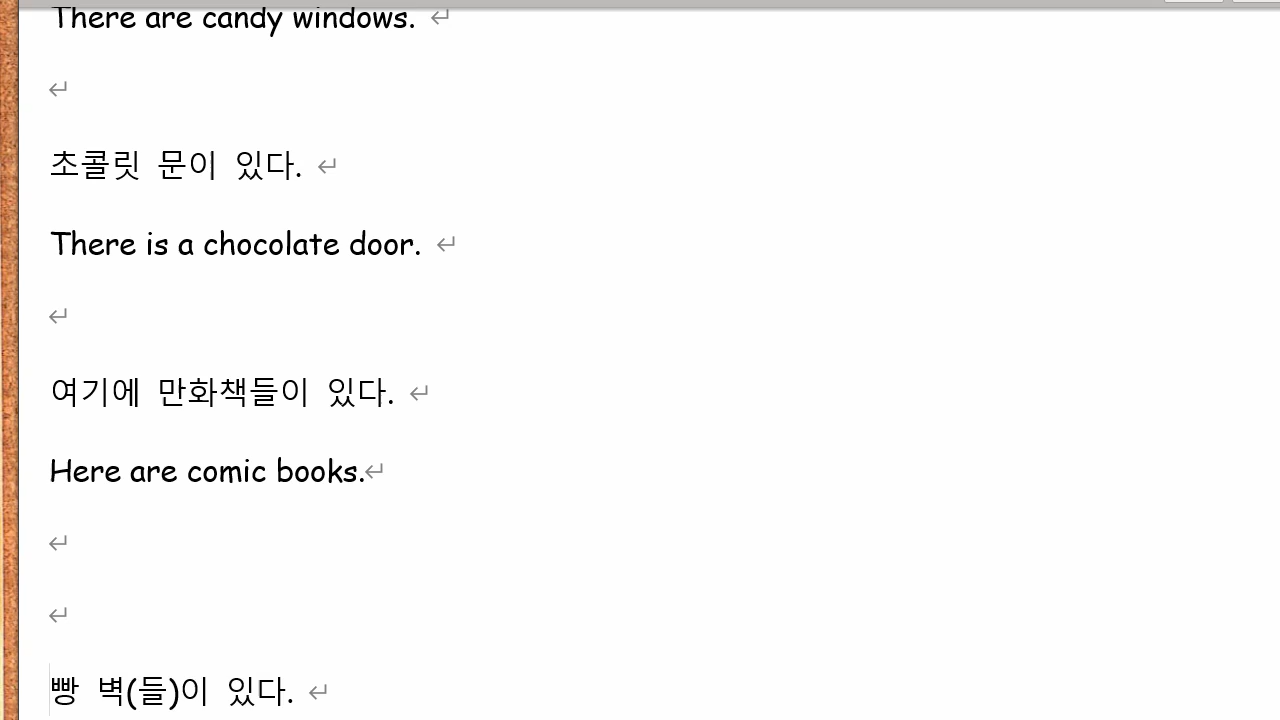 There are candy windows.
초콜릿 문이 있다.
There is a chocolate door.
여기에 만화책들이 있다.
Here are comic books.
빵 벽(들)이 있다.